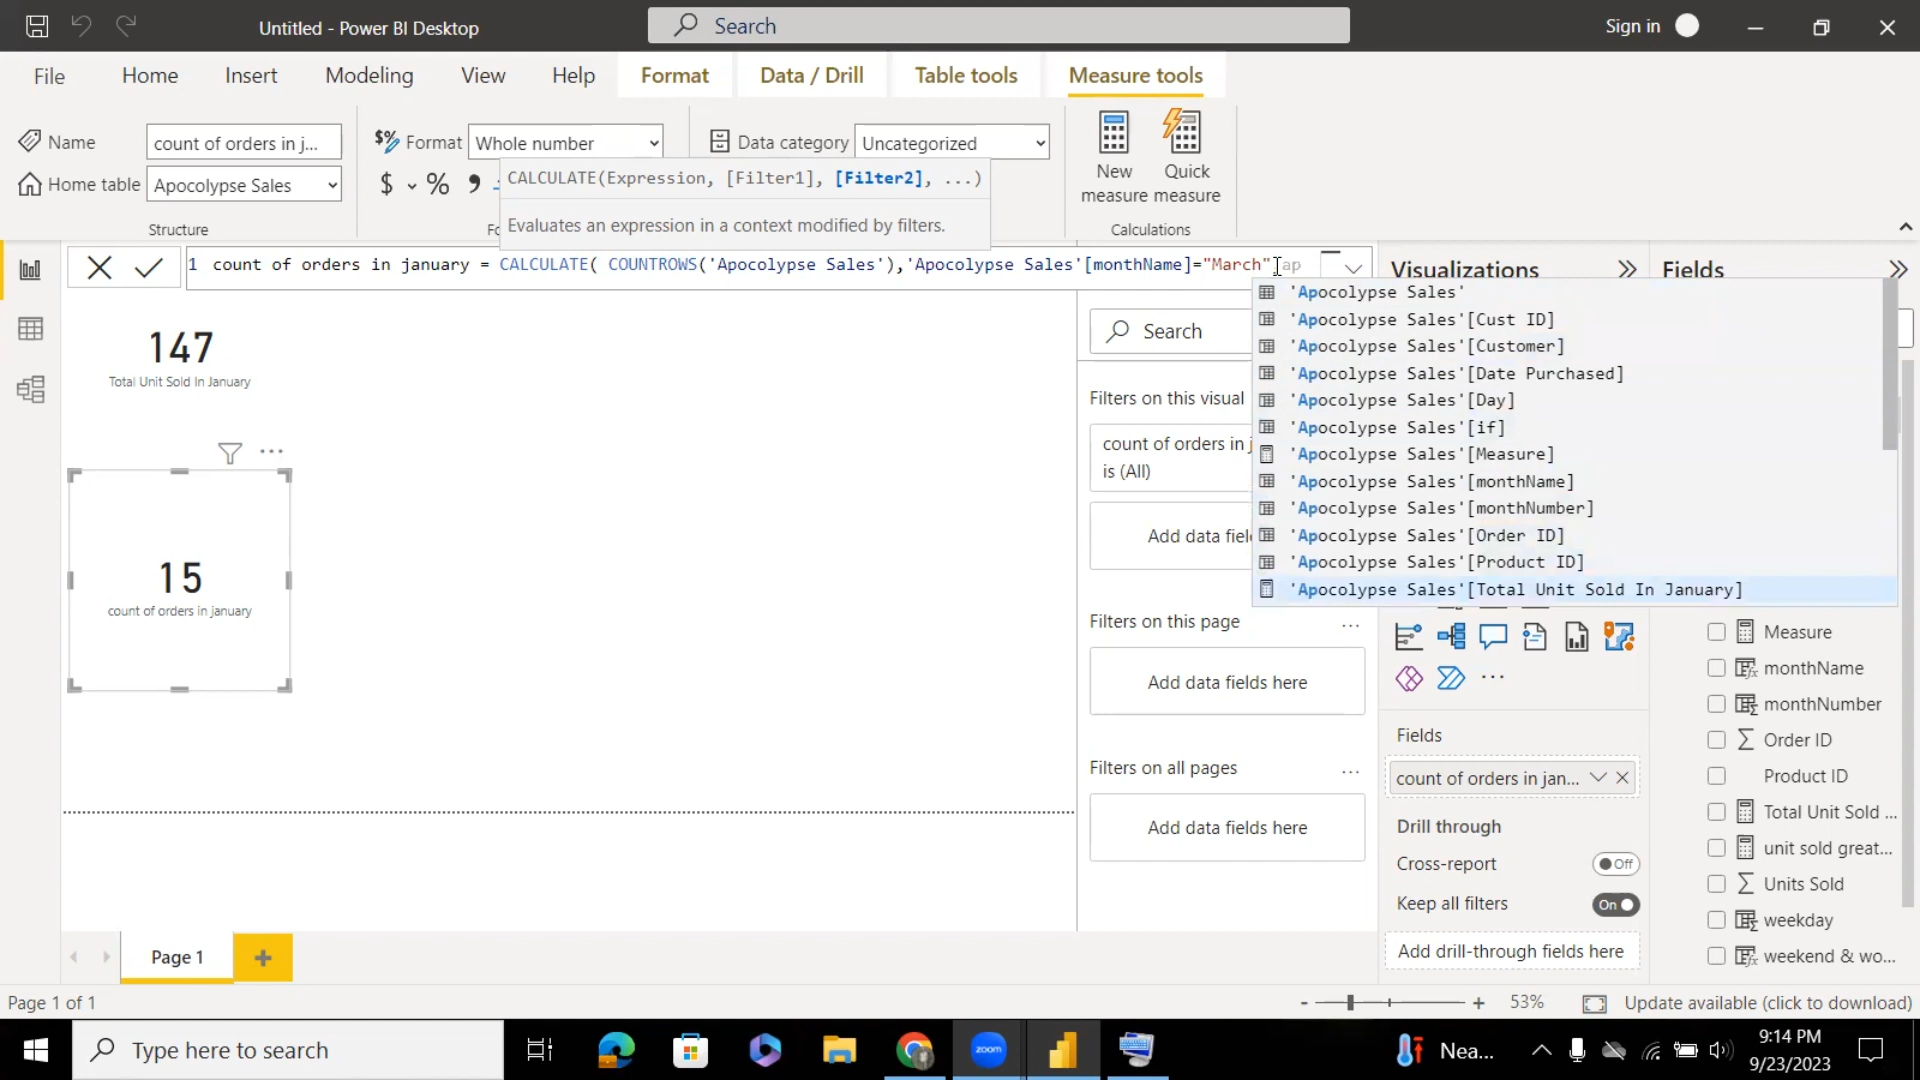 Untitled - Power BI Desktop
Search
Sign in
File
Home
Insert
Modeling
View
Help
Format
Data / Drill
Table tools
Measure tools
Name
count of orders in j...
Format
Whole number
Data category
Uncategorized
Home table
Apocolypse Sales
$ % 9
New measure
Quick measure
Structure
Calculations
CALCULATE(Expression, [Filter1], [Filter2], ...)
Evaluates an expression in a context modified by filters.
1 count of orders in january = CALCULATE( COUNTROWS('Apocolypse Sales'),'Apocolypse Sales'[monthName]="March",ap
Visualizations
Fields
'Apocolypse Sales'
'Apocolypse Sales'[Cust ID]
'Apocolypse Sales'[Customer]
'Apocolypse Sales'[Date Purchased]
'Apocolypse Sales'[Day]
'Apocolypse Sales'[if]
'Apocolypse Sales'[Measure]
'Apocolypse Sales'[monthName]
'Apocolypse Sales'[monthNumber]
'Apocolypse Sales'[Order ID]
'Apocolypse Sales'[Product ID]
'Apocolypse Sales'[Total Unit Sold In January]
147
Total Unit Sold In January
15
count of orders in january
Search
Filters on this visual
count of orders in j
is (All)
Add data fiel
Filters on this page
...
Add data fields here
Filters on all pages
...
Add data fields here
Fields
count of orders in jan...
Drill through
Cross-report
Off
Keep all filters
On
Add drill-through fields here
Measure
monthName
monthNumber
Order ID
Product ID
Total Unit Sold ...
unit sold great...
Units Sold
weekday
weekend & wo...
Page 1
Page 1 of 1
- + 53%
Update available (click to download)
Type here to search
zoom
Nea...
9:14 PM
9/23/2023